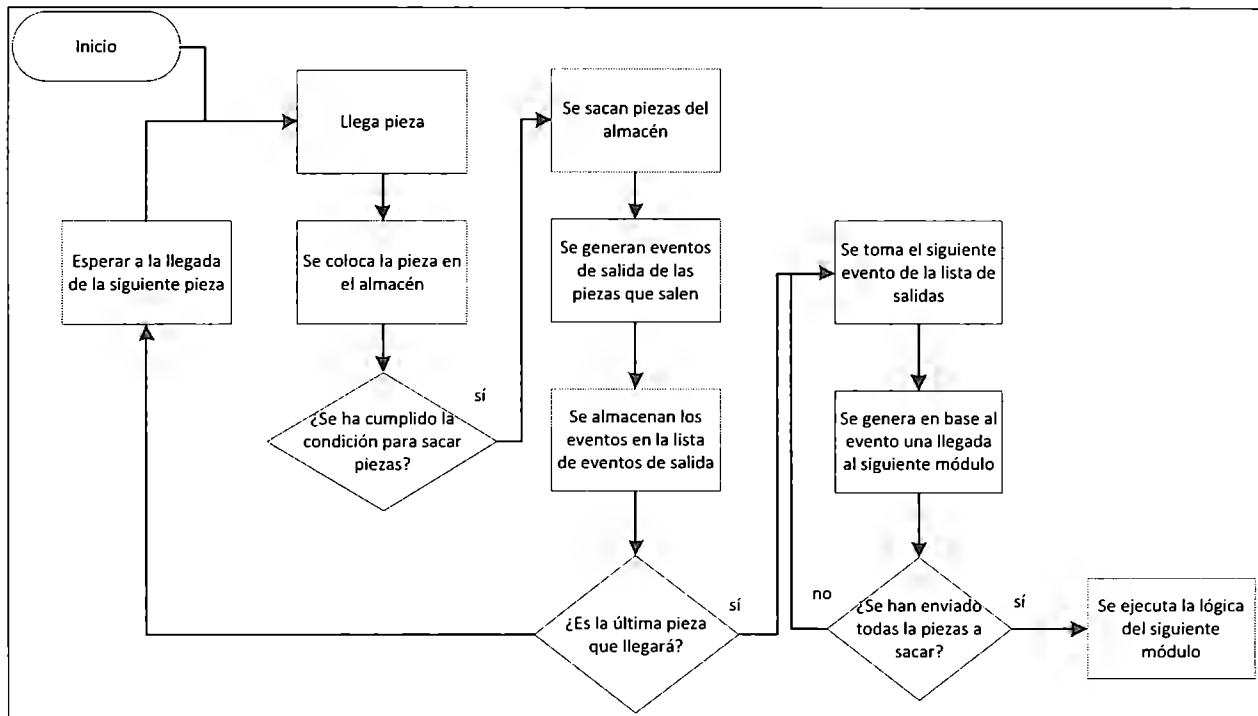 Inicio
Llega pieza
Se coloca la pieza en
el almacén
¿Se ha cumplido la
condición para sacar
piezas?
sí
Esperar a la llegada
de la siguiente pieza
Se sacan piezas del
almacén
Se generan eventos
de salida de las
piezas que salen
Se almacenan los
eventos en la lista
de eventos de salida
¿Es la última pieza
que llegará?
sí
Se toma el siguiente
evento de la lista de
salidas
Se genera en base al
evento una llegada
al siguiente módulo
no
¿Se han enviado
todas la piezas a
sacar?
sí
Se ejecuta la lógica
del siguiente
módulo